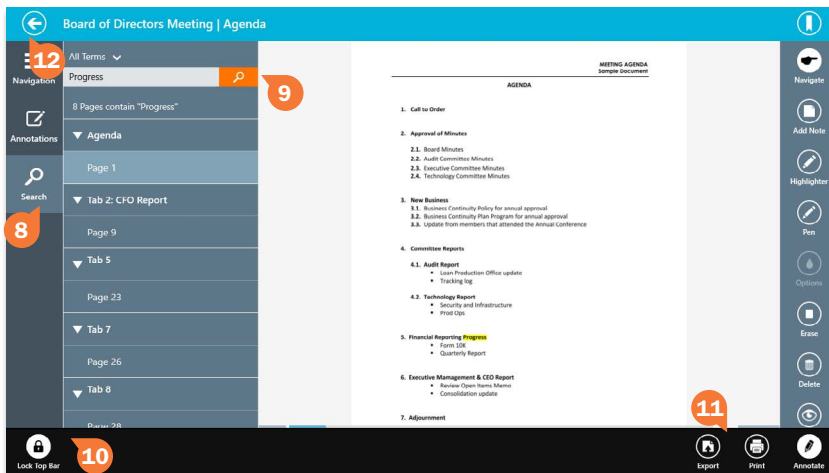 Board of Directors Meeting | Agenda
12
Navigation
Annotations
Search
8
All Terms
Progress
9
8 Pages contain "Progress"
Agenda
Page 1
Tab 2: CFO Report
Page 9
Tab 5
Page 23
Tab 7
Page 26
Tab 8
Page 28
MEETING AGENDA
Sample Document
AGENDA
1. Call to Order
2. Approval of Minutes
2.1. Board Minutes
2.2. Audit Committee Minutes
2.3. Executive Committee Minutes
2.4. Technology Committee Minutes
3. New Business
3.1. Business Continuity Policy for annual approval
3.2. Business Continuity Plan Program for annual approval
3.3. Update from members that attended the Annual Conference
4. Committee Reports
4.1. Audit Report
• Loan Production Office update
• Tracking log
4.2. Technology Report
• Security and Infrastructure
• Prod Ops
5. Financial Reporting Progress
• Form 10K
• Quarterly Report
6. Executive Management & CEO Report
• Review Open Items Memo
• Consolidation update
7. Adjournment
Navigate
Add Note
Highlighter
Pen
Options
Erase
Delete
Lock Top Bar
10
11
Export
Print
Annotate